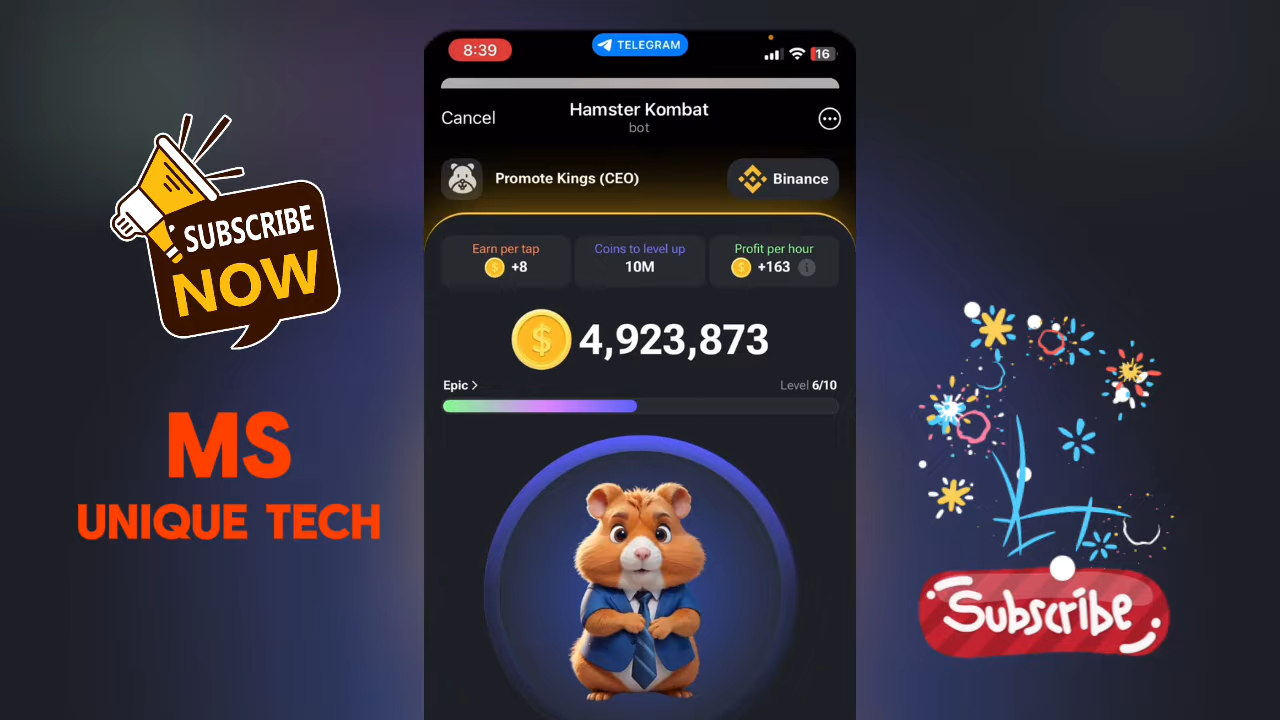 SUBSCRIBE
NOW
MS
UNIQUE TECH
8:39
TELEGRAM
16
Cancel
Hamster Kombat
bot
Promote Kings (CEO)
Binance
Earn per tap
+8
Coins to level up
10M
Profit per hour
+163
4,923,873
Epic >
Level 6/10
Subscribe